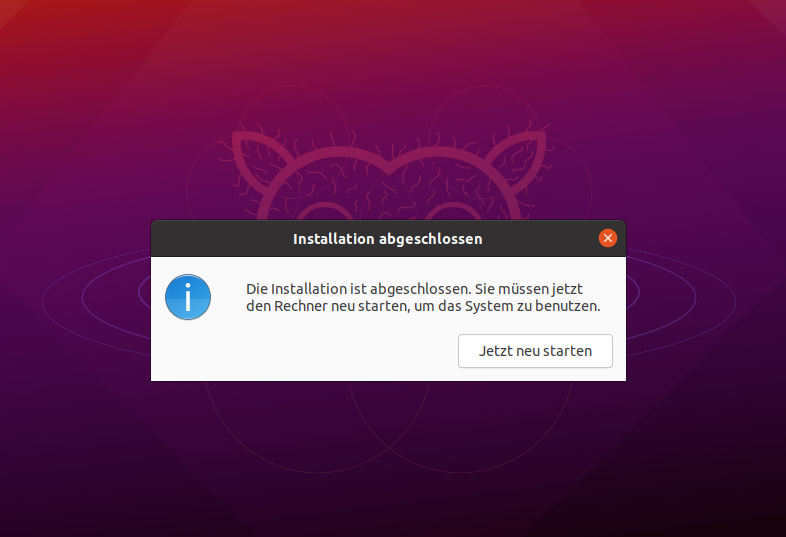 Installation abgeschlossen
Die Installation ist abgeschlossen. Sie müssen jetzt
den Rechner neu starten, um das System zu benutzen.
Jetzt neu starten